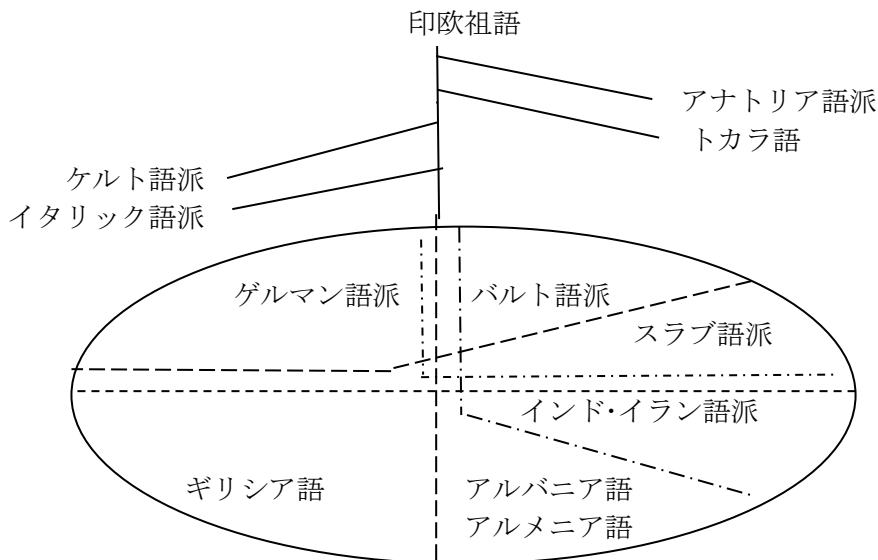 印欧祖語
アナトリア語派
トカラ語
ケルト語派
イタリック語派
ゲルマン語派
バルト語派
スラブ語派
インド・イラン語派
ギリシア語
アルバニア語
アルメニア語